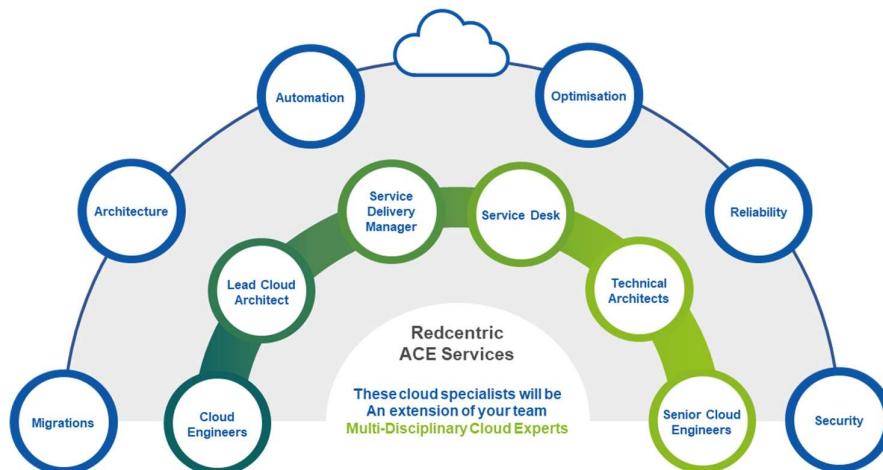 Automation
Optimisation
Architecture
Service
Delivery
Manager
Service Desk
Reliability
Lead Cloud
Architect
Technical
Architects
Redcentric
ACE Services
These cloud specialists will be
An extension of your team
Multi-Disciplinary Cloud Experts
Migrations
Cloud
Engineers
Senior Cloud
Engineers
Security